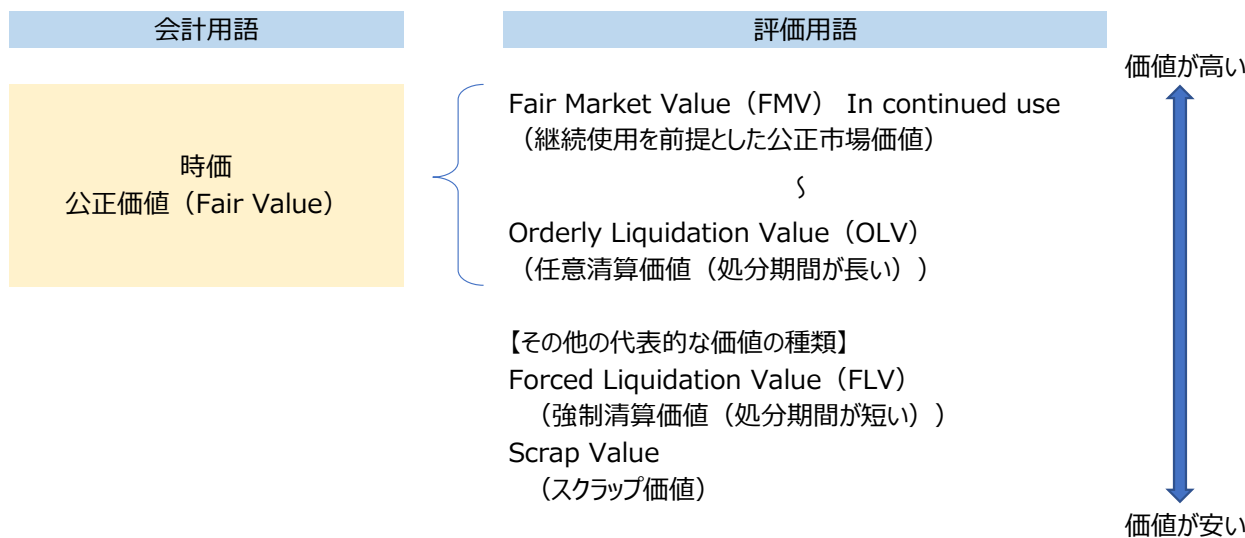 会計用語
評価用語
価値が高い
時価
公正価値（Fair Value）
Fair Market Value（FMV） In continued use
（継続使用を前提とした公正市場価値）
～
Orderly Liquidation Value（OLV）
（任意清算価値（処分期間が長い））
【その他の代表的な価値の種類】
Forced Liquidation Value（FLV）
（強制清算価値（処分期間が短い））
Scrap Value
（スクラップ価値）
価値が安い